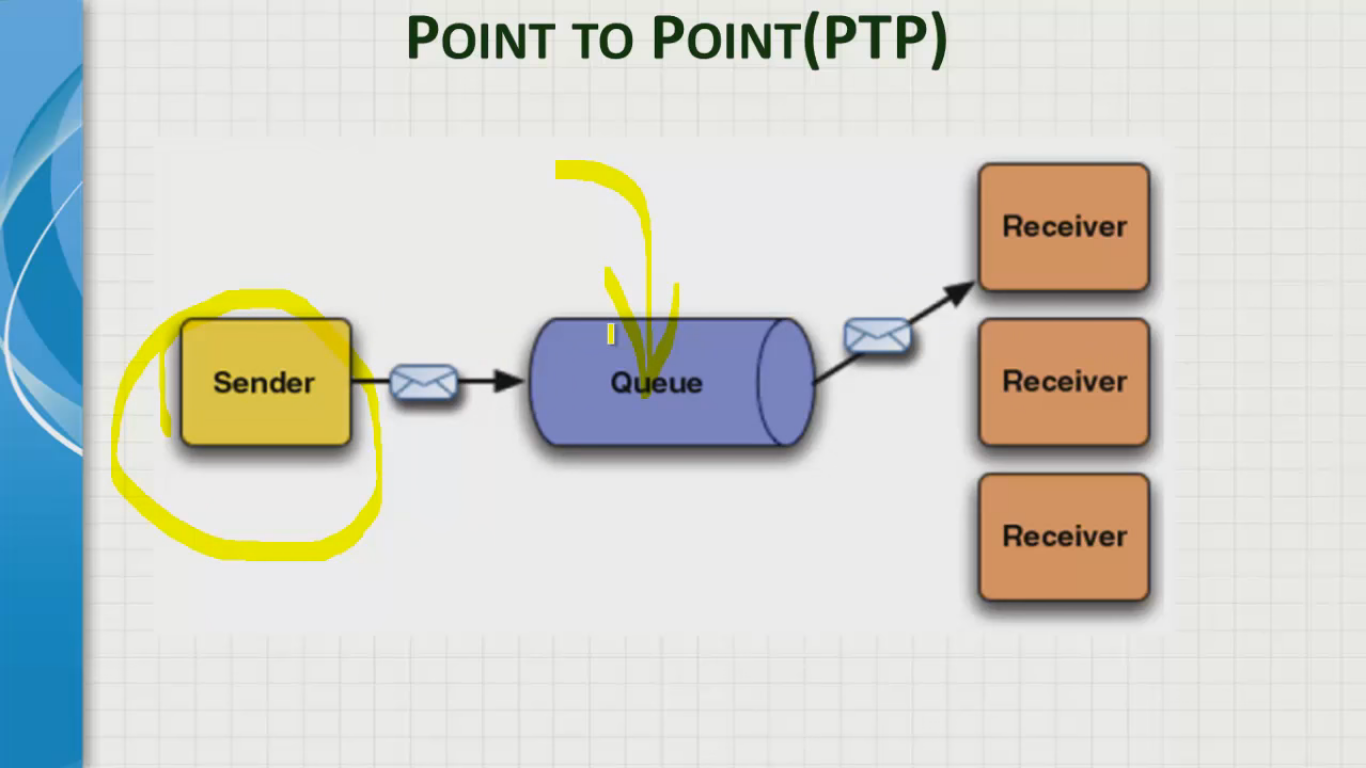 POINT TO POINT(PTP)
Receiver
Sender
Queue
Receiver
Receiver